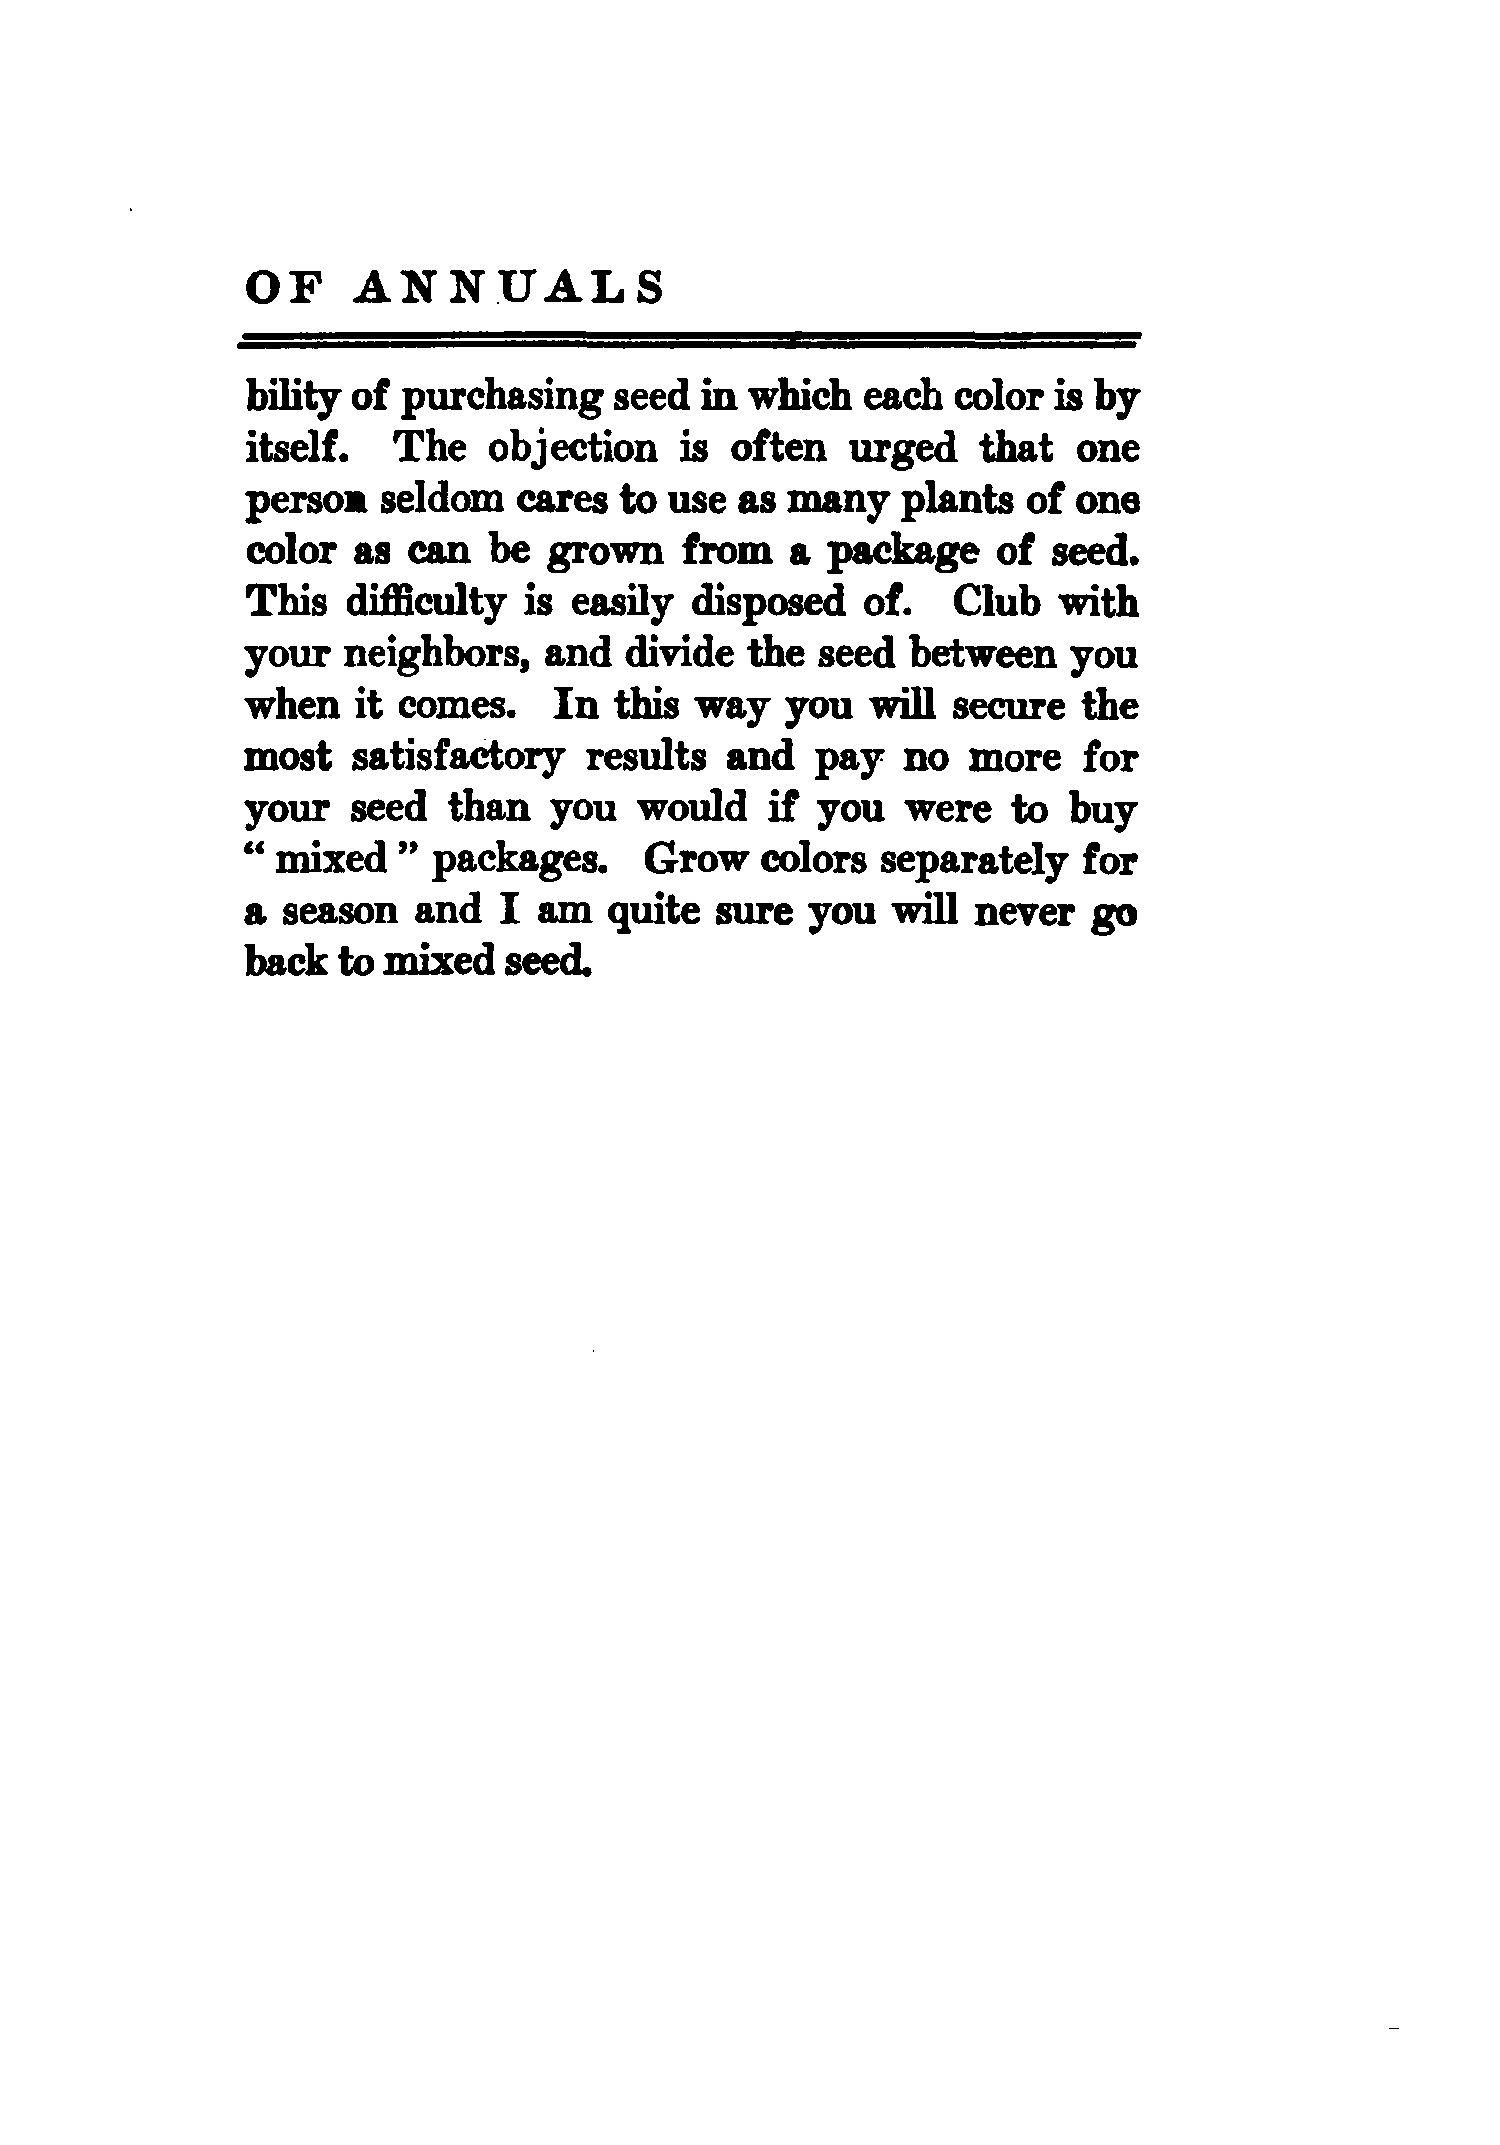 OF ANNUALS
bility of purchasing seed in which each color is by
itself. The objection is often urged that one
person seldom cares to use as many plants of one
color as can be grown from a package of seed.
This difficulty is easily disposed of. Club with
your neighbors, and divide the seed between you
when it comes. In this way you will secure the
most satisfactory results and pay no more for
your seed than you would if you were to buy
“ mixed ” packages. Grow colors separately for
a season and I am quite sure you will never go
back to mixed seed.